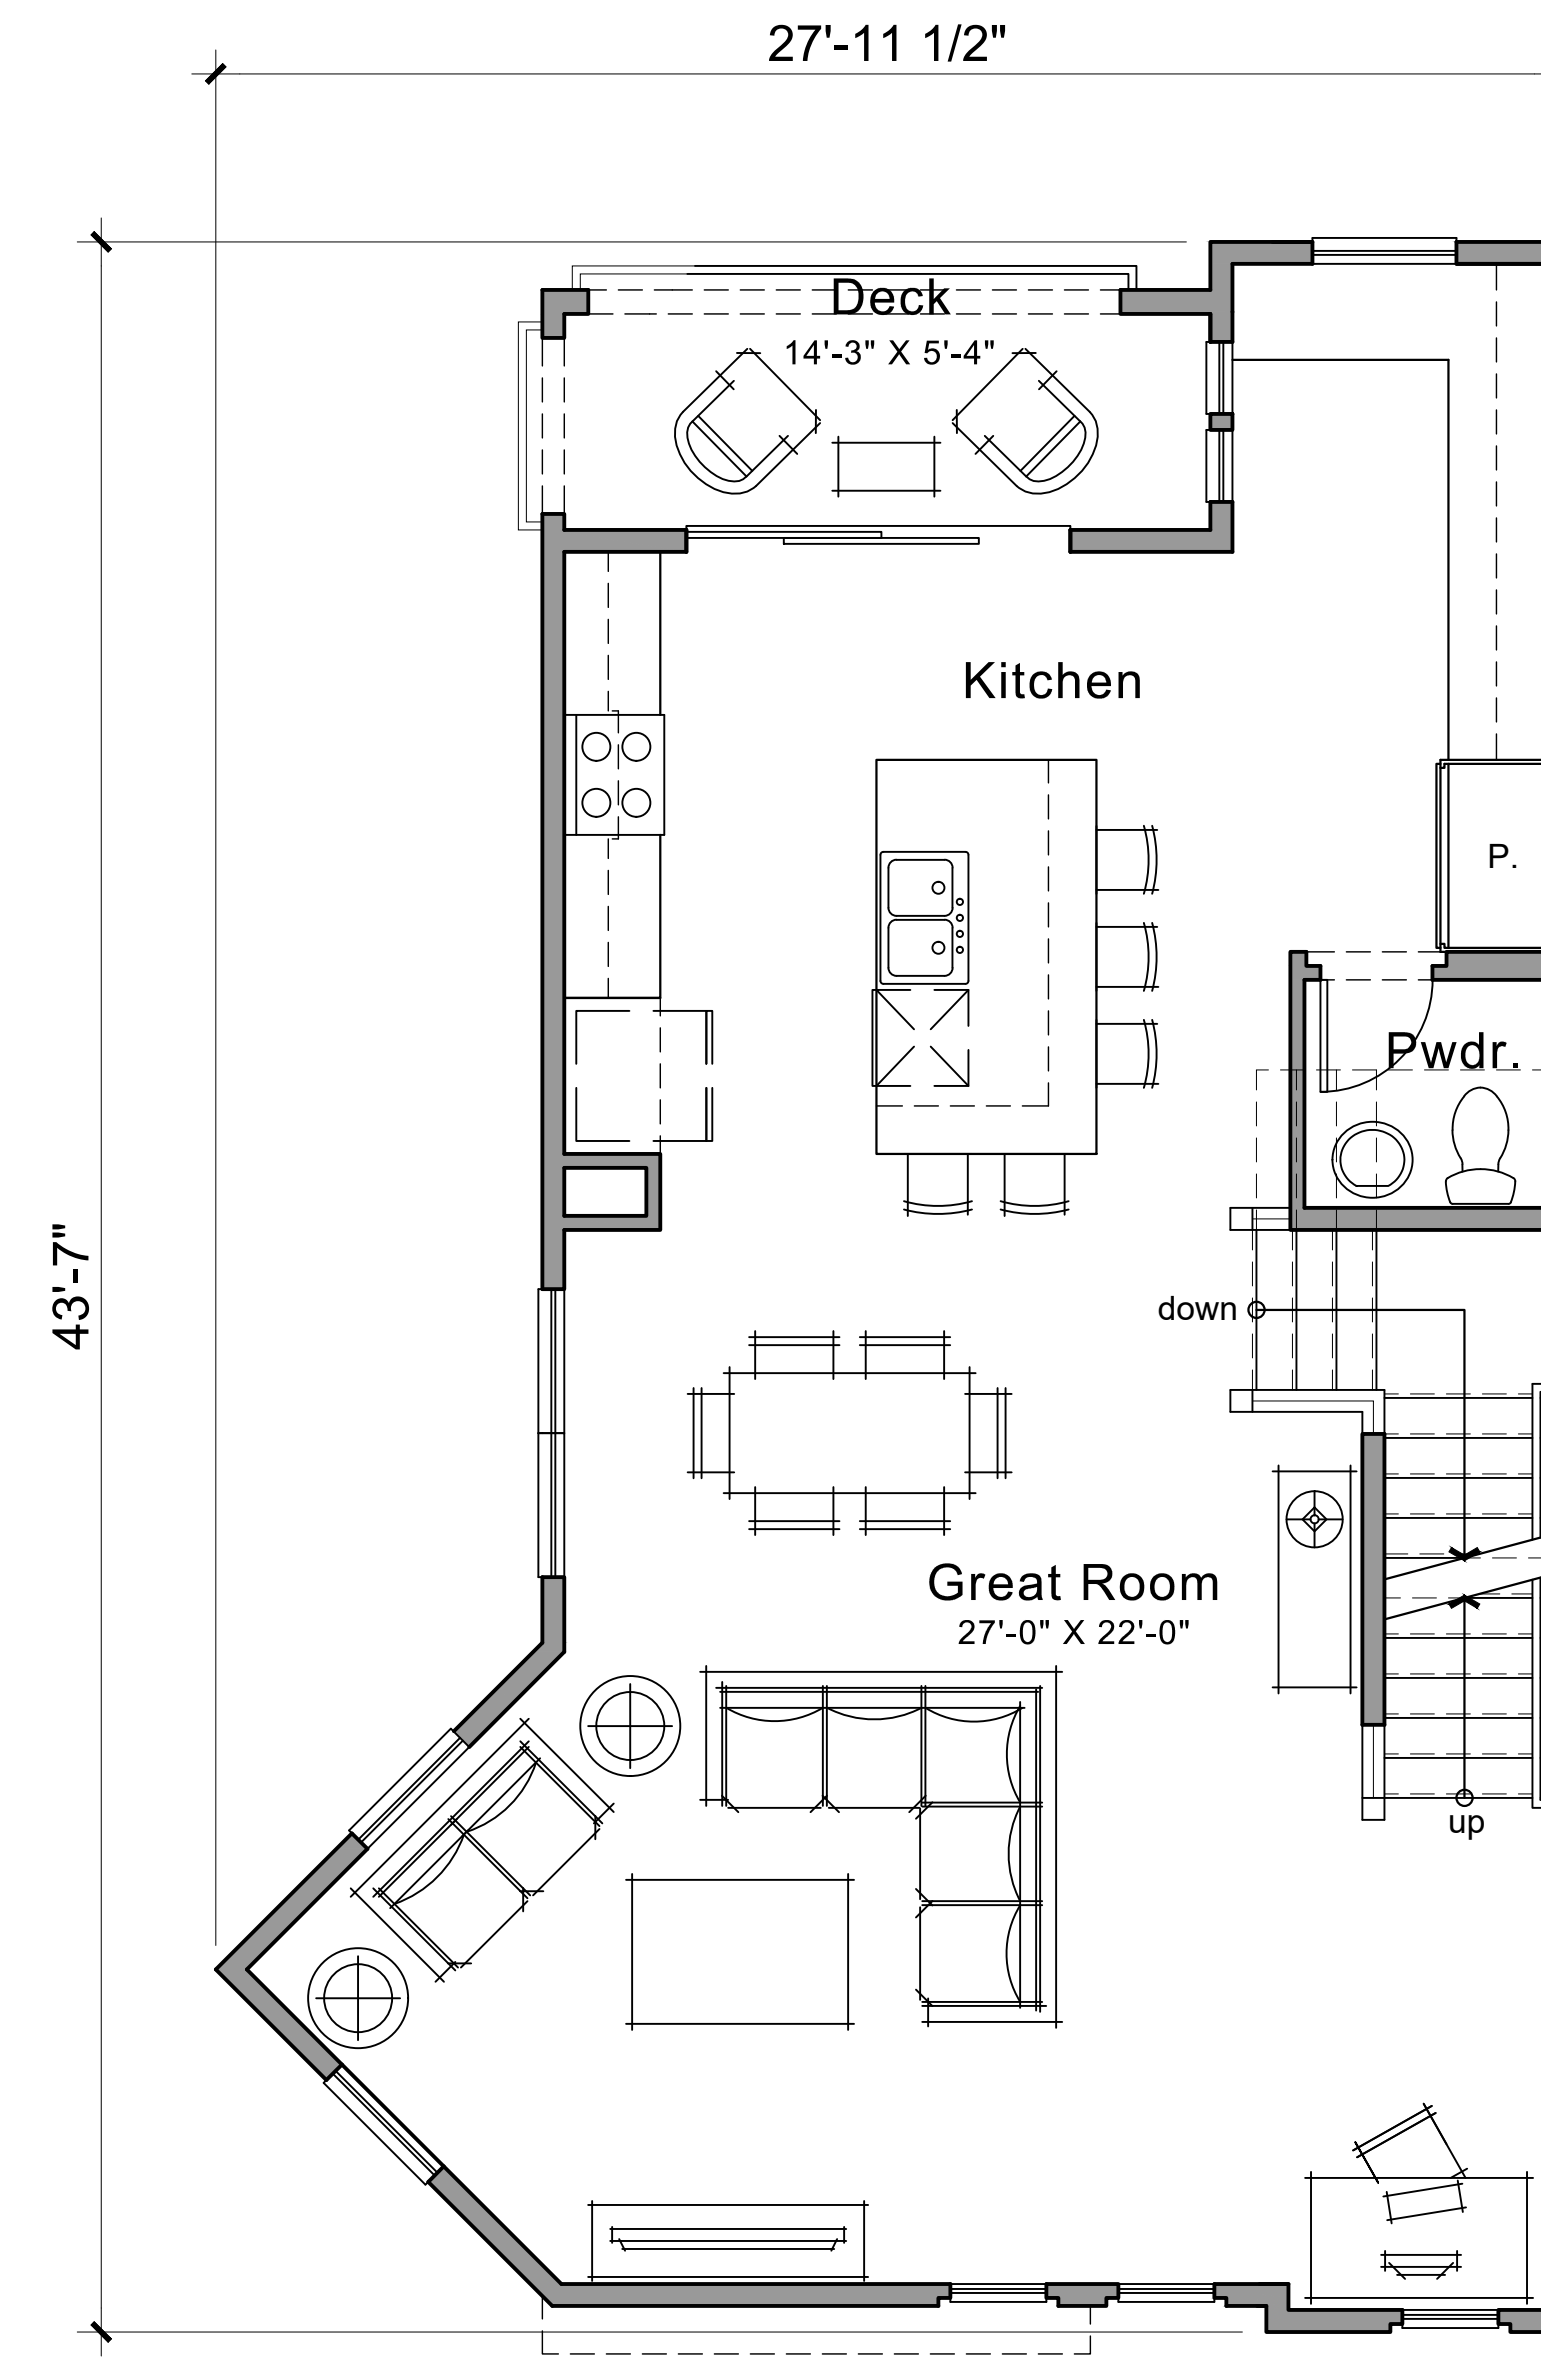 27'-11 1/2"
Deck
14'-3" X 5'-4"
Kitchen
P.
Pwdr.
43'-7"
down
Great Room
27'-0" X 22'-0"
up